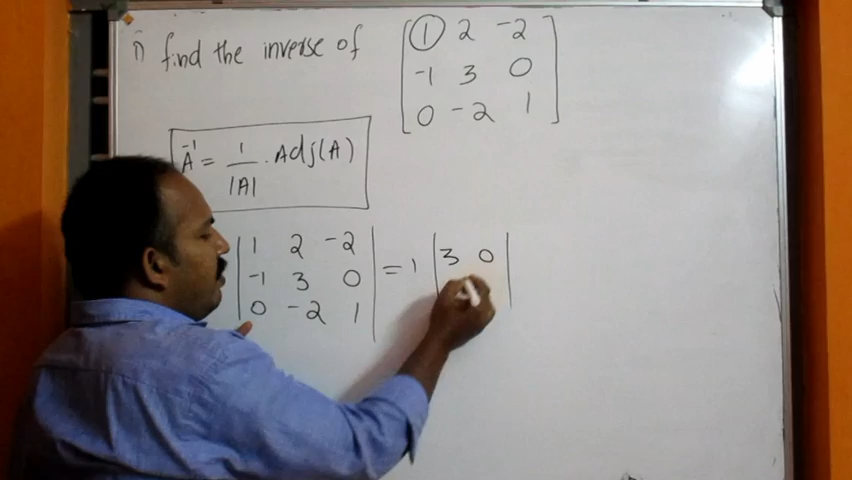 i) find the inverse of [1 2 -2
-1 3 0
0 -2 1]
A⁻¹ = 1/|A| . Adj(A)
|1 2 -2
-1 3 0
0 -2 1| = 1 |3 0|